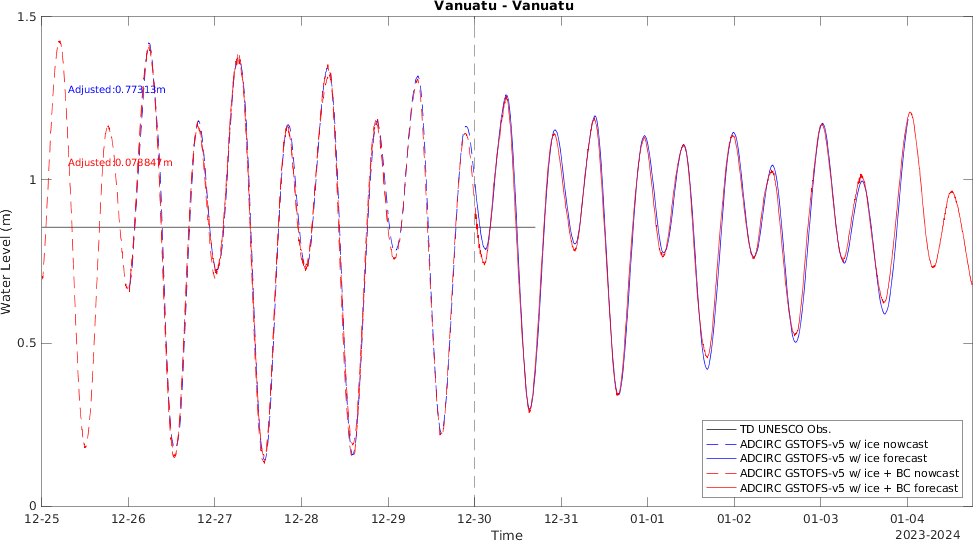 Vanuatu - Vanuatu
1.5
Adjusted:0.77313m
Adjusted:0.078847m
1
Water Level (m)
0.5
TD UNESCO Obs.
ADCIRC GSTOFS-v5 w/ ice nowcast
ADCIRC GSTOFS-v5 w/ ice forecast
ADCIRC GSTOFS-v5 w/ ice + BC nowcast
ADCIRC GSTOFS-v5 w/ ice + BC forecast
0
12-25 12-26 12-27 12-28 12-29 12-30 12-31 01-01 01-02 01-03 01-04
Time
2023-2024